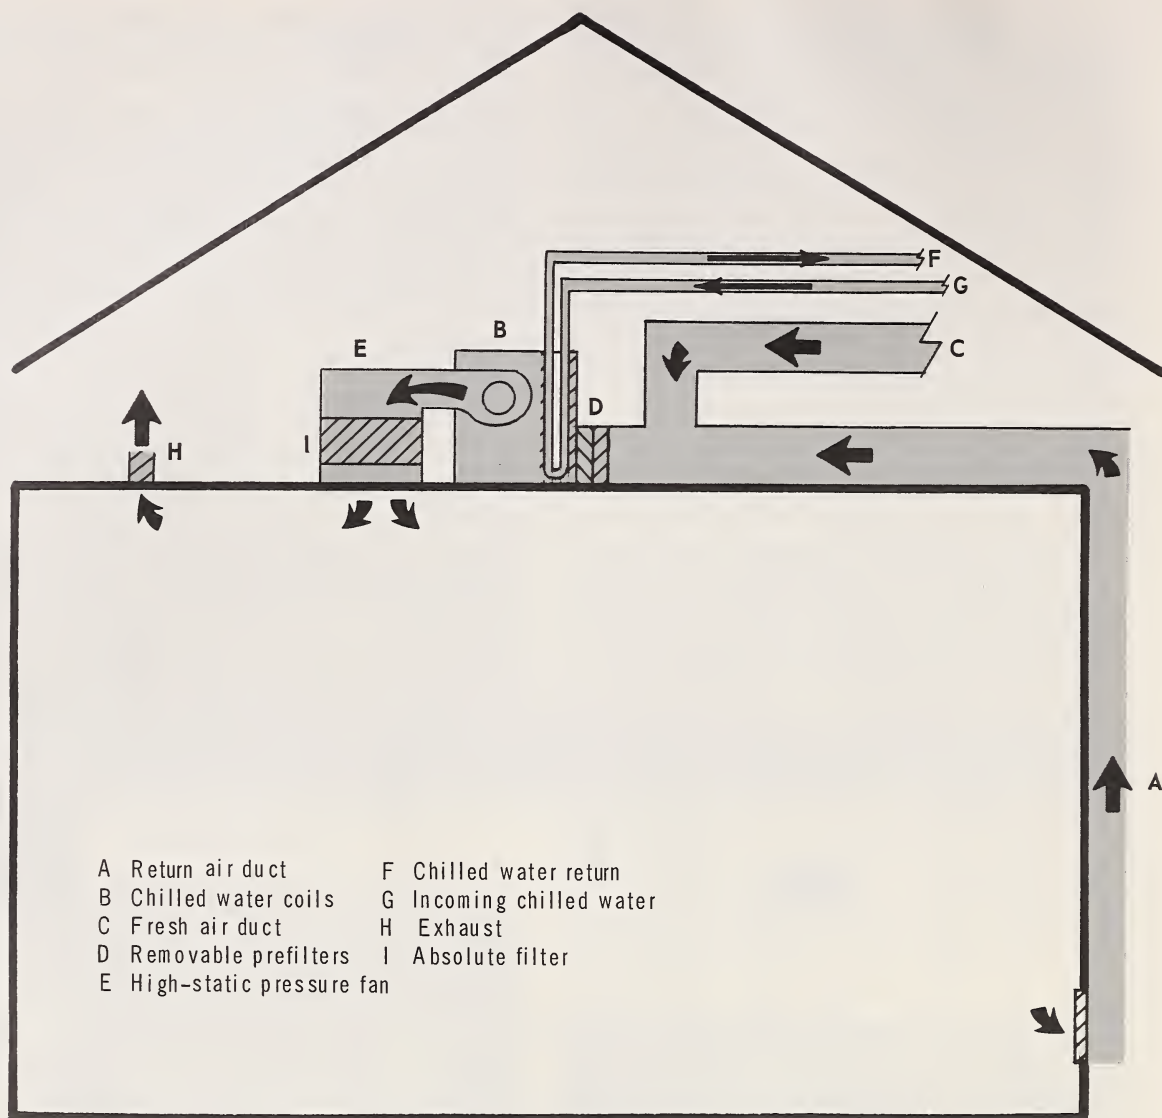 F
G
B
E
C
D
I
H
A
A Return air duct
B Chilled water coils
C Fresh air duct
D Removable prefilters
E High-static pressure fan
F Chilled water return
G Incoming chilled water
H Exhaust
I Absolute filter